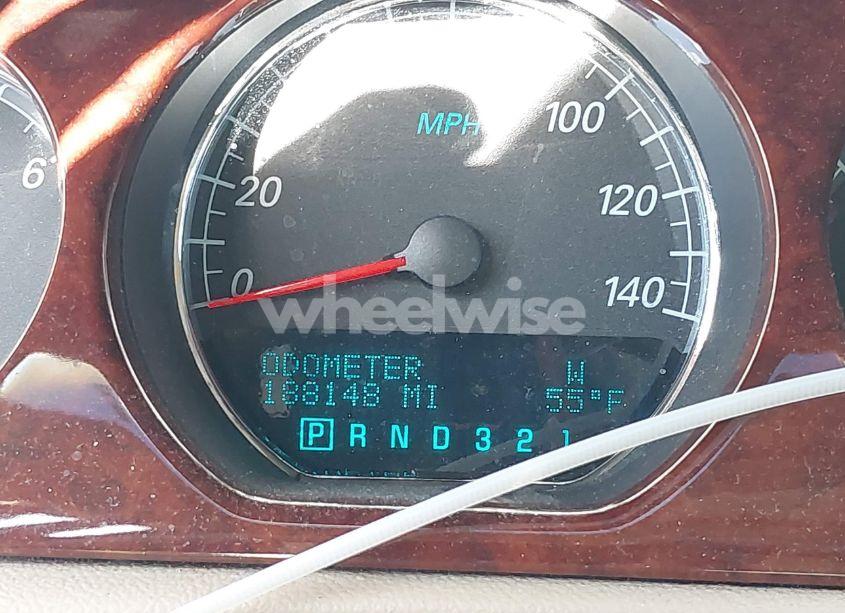 MPH
6
0
20
100
120
140
wheelwise
ODOMETER W
188148 MI 55°F
P R N D 3 2 1